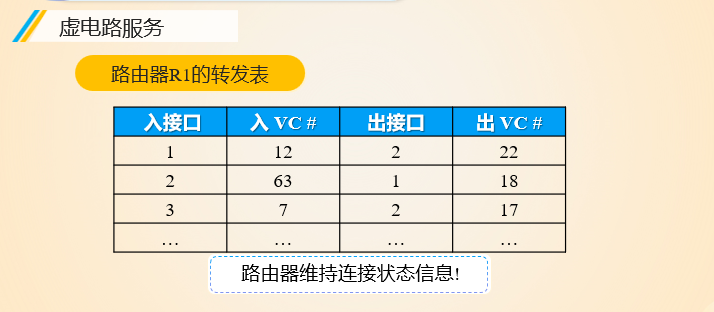 虚电路服务
路由器R1的转发表
入接口 入 VC # 出接口 出 VC #
1 12 2 22
2 63 1 18
3 7 2 17
… … … …
路由器维持连接状态信息!